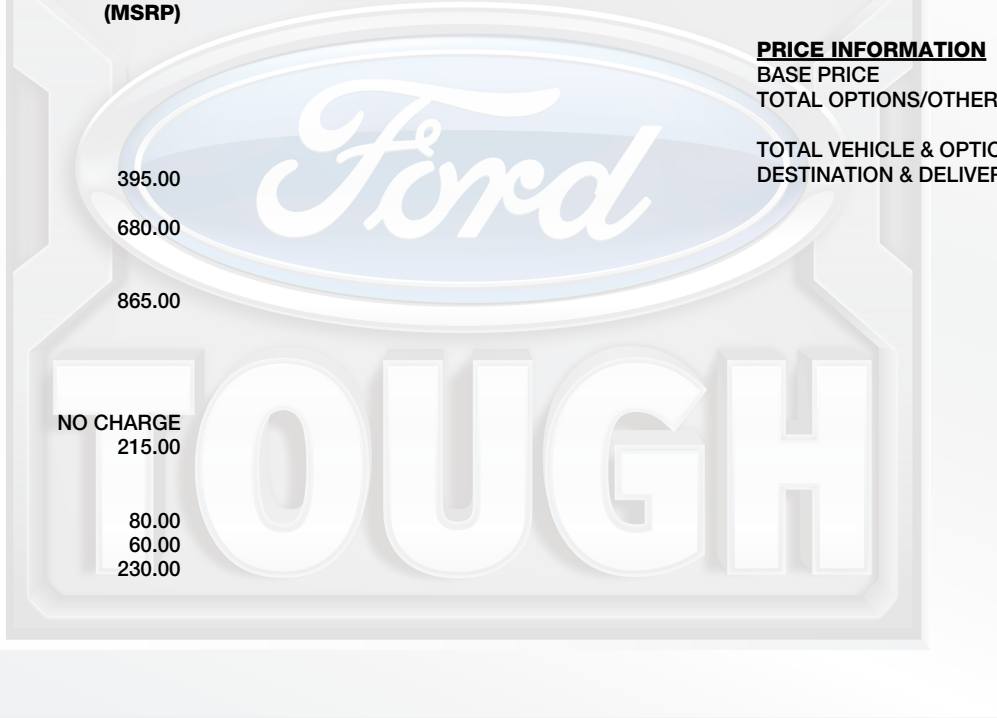 (MSRP)
395.00
680.00
865.00
NO CHARGE
215.00
80.00
60.00
230.00
PRICE INFORMATION
BASE PRICE
TOTAL OPTIONS/OTHER
TOTAL VEHICLE & OPTIO
DESTINATION & DELIVER
Ford
TOUGH